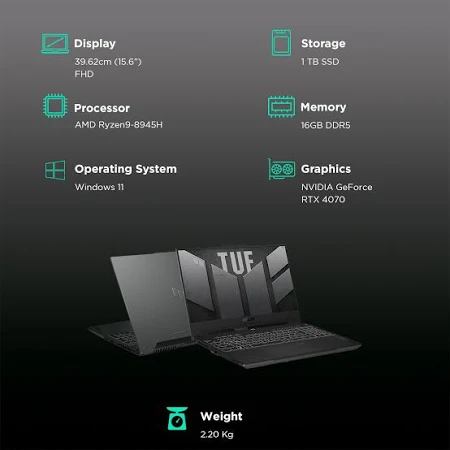 Display
39.62cm (15.6")
FHD
Storage
1 TB SSD
Processor
AMD Ryzen9-8945H
Memory
16GB DDR5
Operating System
Windows 11
Graphics
NVIDIA GeForce
RTX 4070
TUF
Weight
2.20 Kg